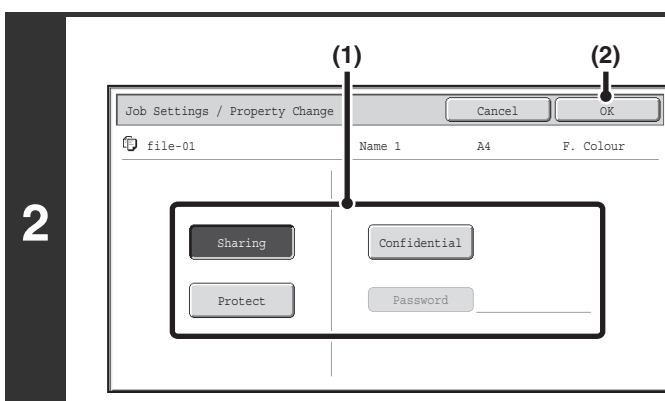 (1) (2)
Job Settings / Property Change Cancel OK
file-01 Name 1 A4 F. Colour
2
Sharing Confidential
Protect Password